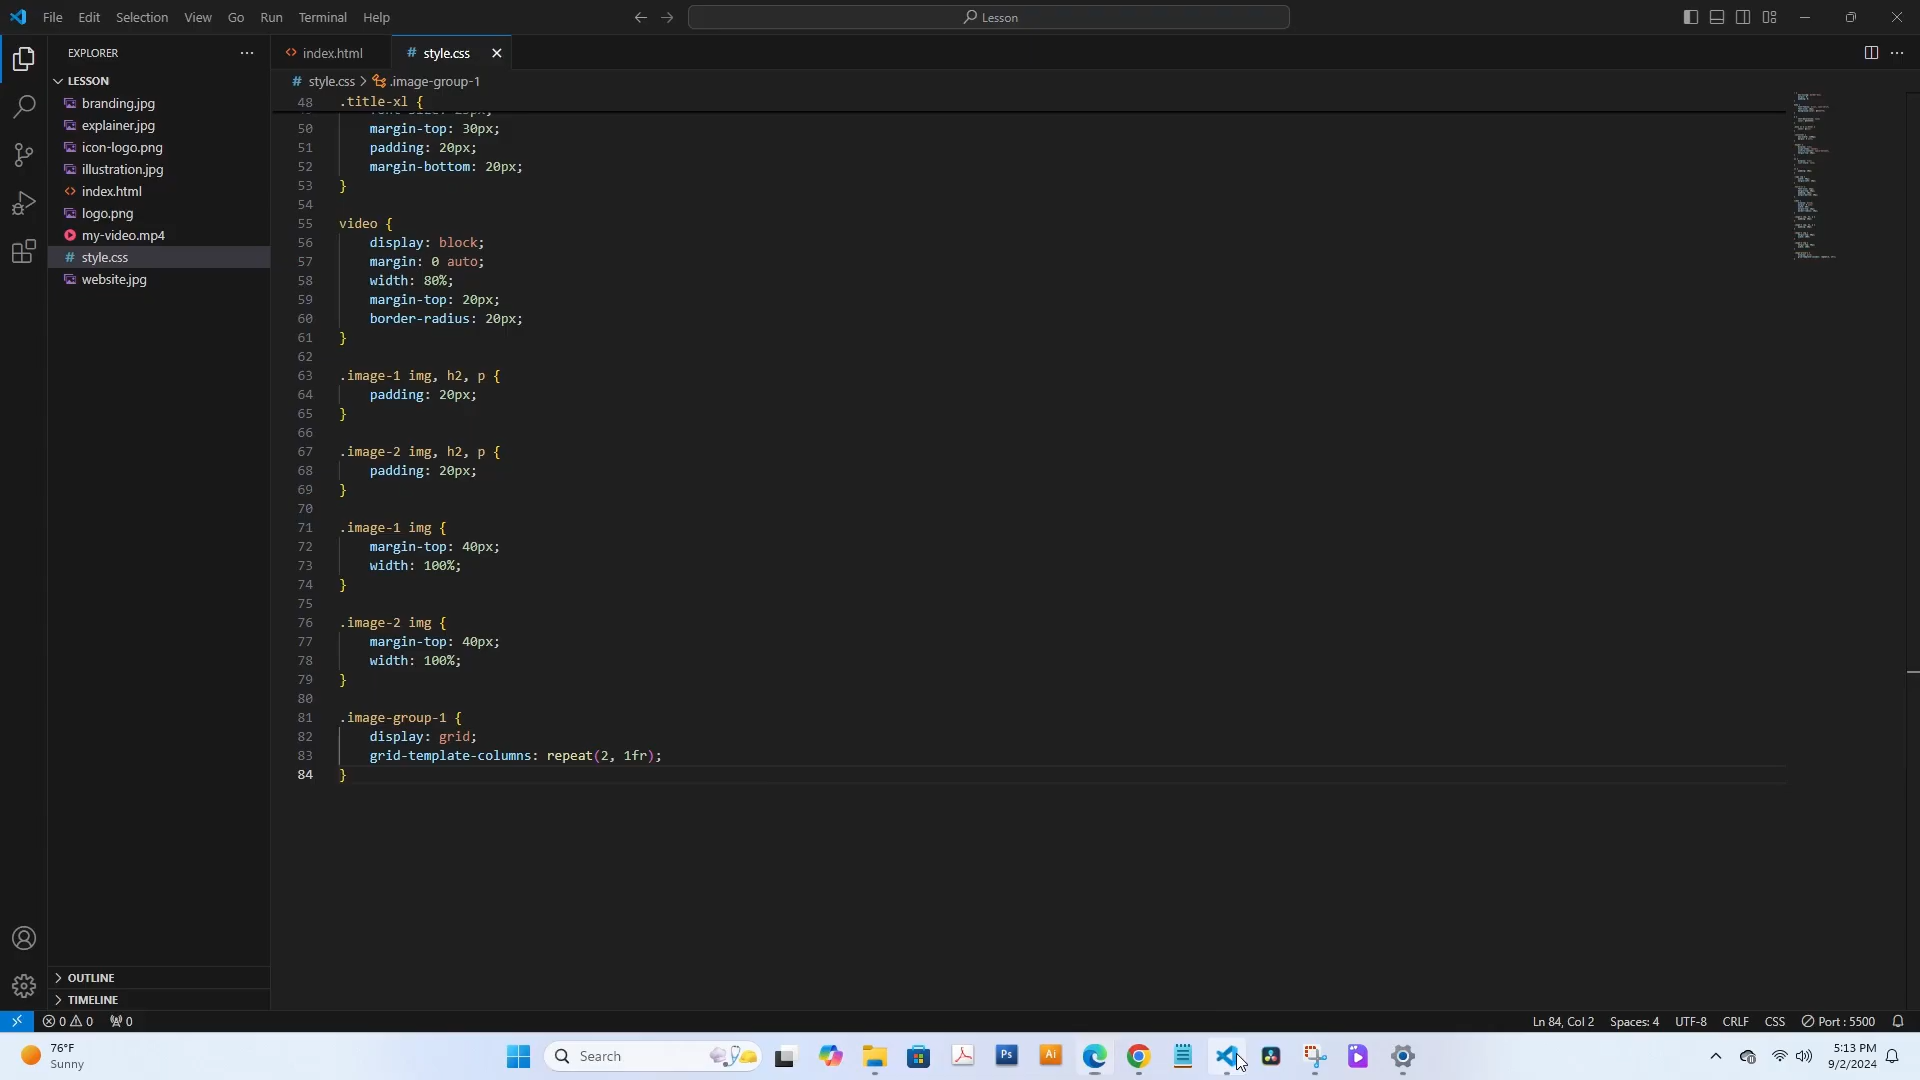 File Edit Selection View Go Run Terminal Help Lesson
EXPLORER
index.html
style.css
LESSON
style.css > .image-group-1
branding.jpg
explainer.jpg
icon-logo.png
illustration.jpg
index.html
logo.png
my-video.mp4
style.css
website.jpg
48 .title-xl {
50 margin-top: 30px;
51 padding: 20px;
52 margin-bottom: 20px;
53 }
54
55 video {
56 display: block;
57 margin: 0 auto;
58 width: 80%;
59 margin-top: 20px;
60 border-radius: 20px;
61 }
62
63 .image-1 img, h2, p {
64 padding: 20px;
65 }
66
67 .image-2 img, h2, p {
68 padding: 20px;
69 }
70
71 .image-1 img {
72 margin-top: 40px;
73 width: 100%;
74 }
75
76 .image-2 img {
77 margin-top: 40px;
78 width: 100%;
79 }
80
81 .image-group-1 {
82 display: grid;
83 grid-template-columns: repeat(2, 1fr);
84 }
OUTLINE
TIMELINE
0 0 0 Ln 84, Col 2 Spaces: 4 UTF-8 CRLF CSS Port : 5500
76°F
Sunny
Search
Ps
Ai
5:13 PM
9/2/2024